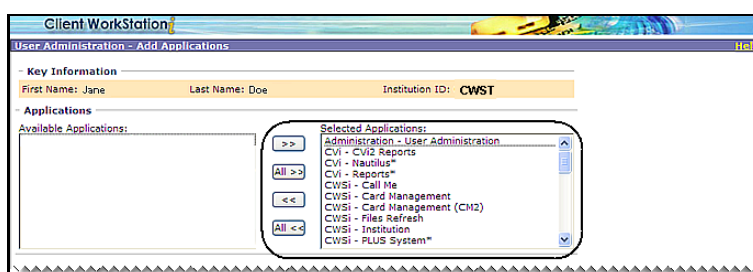 Client WorkStation i
User Administration - Add Applications Hel
Key Information
First Name: Jane Last Name: Doe Institution ID: CWST
Applications
Available Applications: Selected Applications:
>> Administration - User Administration
CVi - CVi2 Reports
CVi - Nautilus*
All >> CVi - Reports*
CWSi - Call Me
CWSi - Card Management
<< CWSi - Card Management (CM2)
CWSi - Files Refresh
All << CWSi - Institution
CWSi - PLUS System*